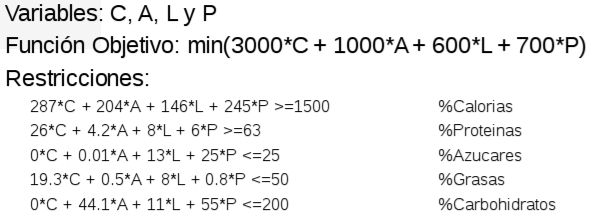 Variables: C, A, L y P
Función Objetivo: min(3000*C + 1000*A + 600*L + 700*P)
Restricciones:
287*C + 204*A + 146*L + 245*P >=1500 %Calorias
26*C + 4.2*A + 8*L + 6*P >=63 %Proteinas
0*C + 0.01*A + 13*L + 25*P <=25 %Azucares
19.3*C + 0.5*A + 8*L + 0.8*P <=50 %Grasas
0*C + 44.1*A + 11*L + 55*P <=200 %Carbohidratos